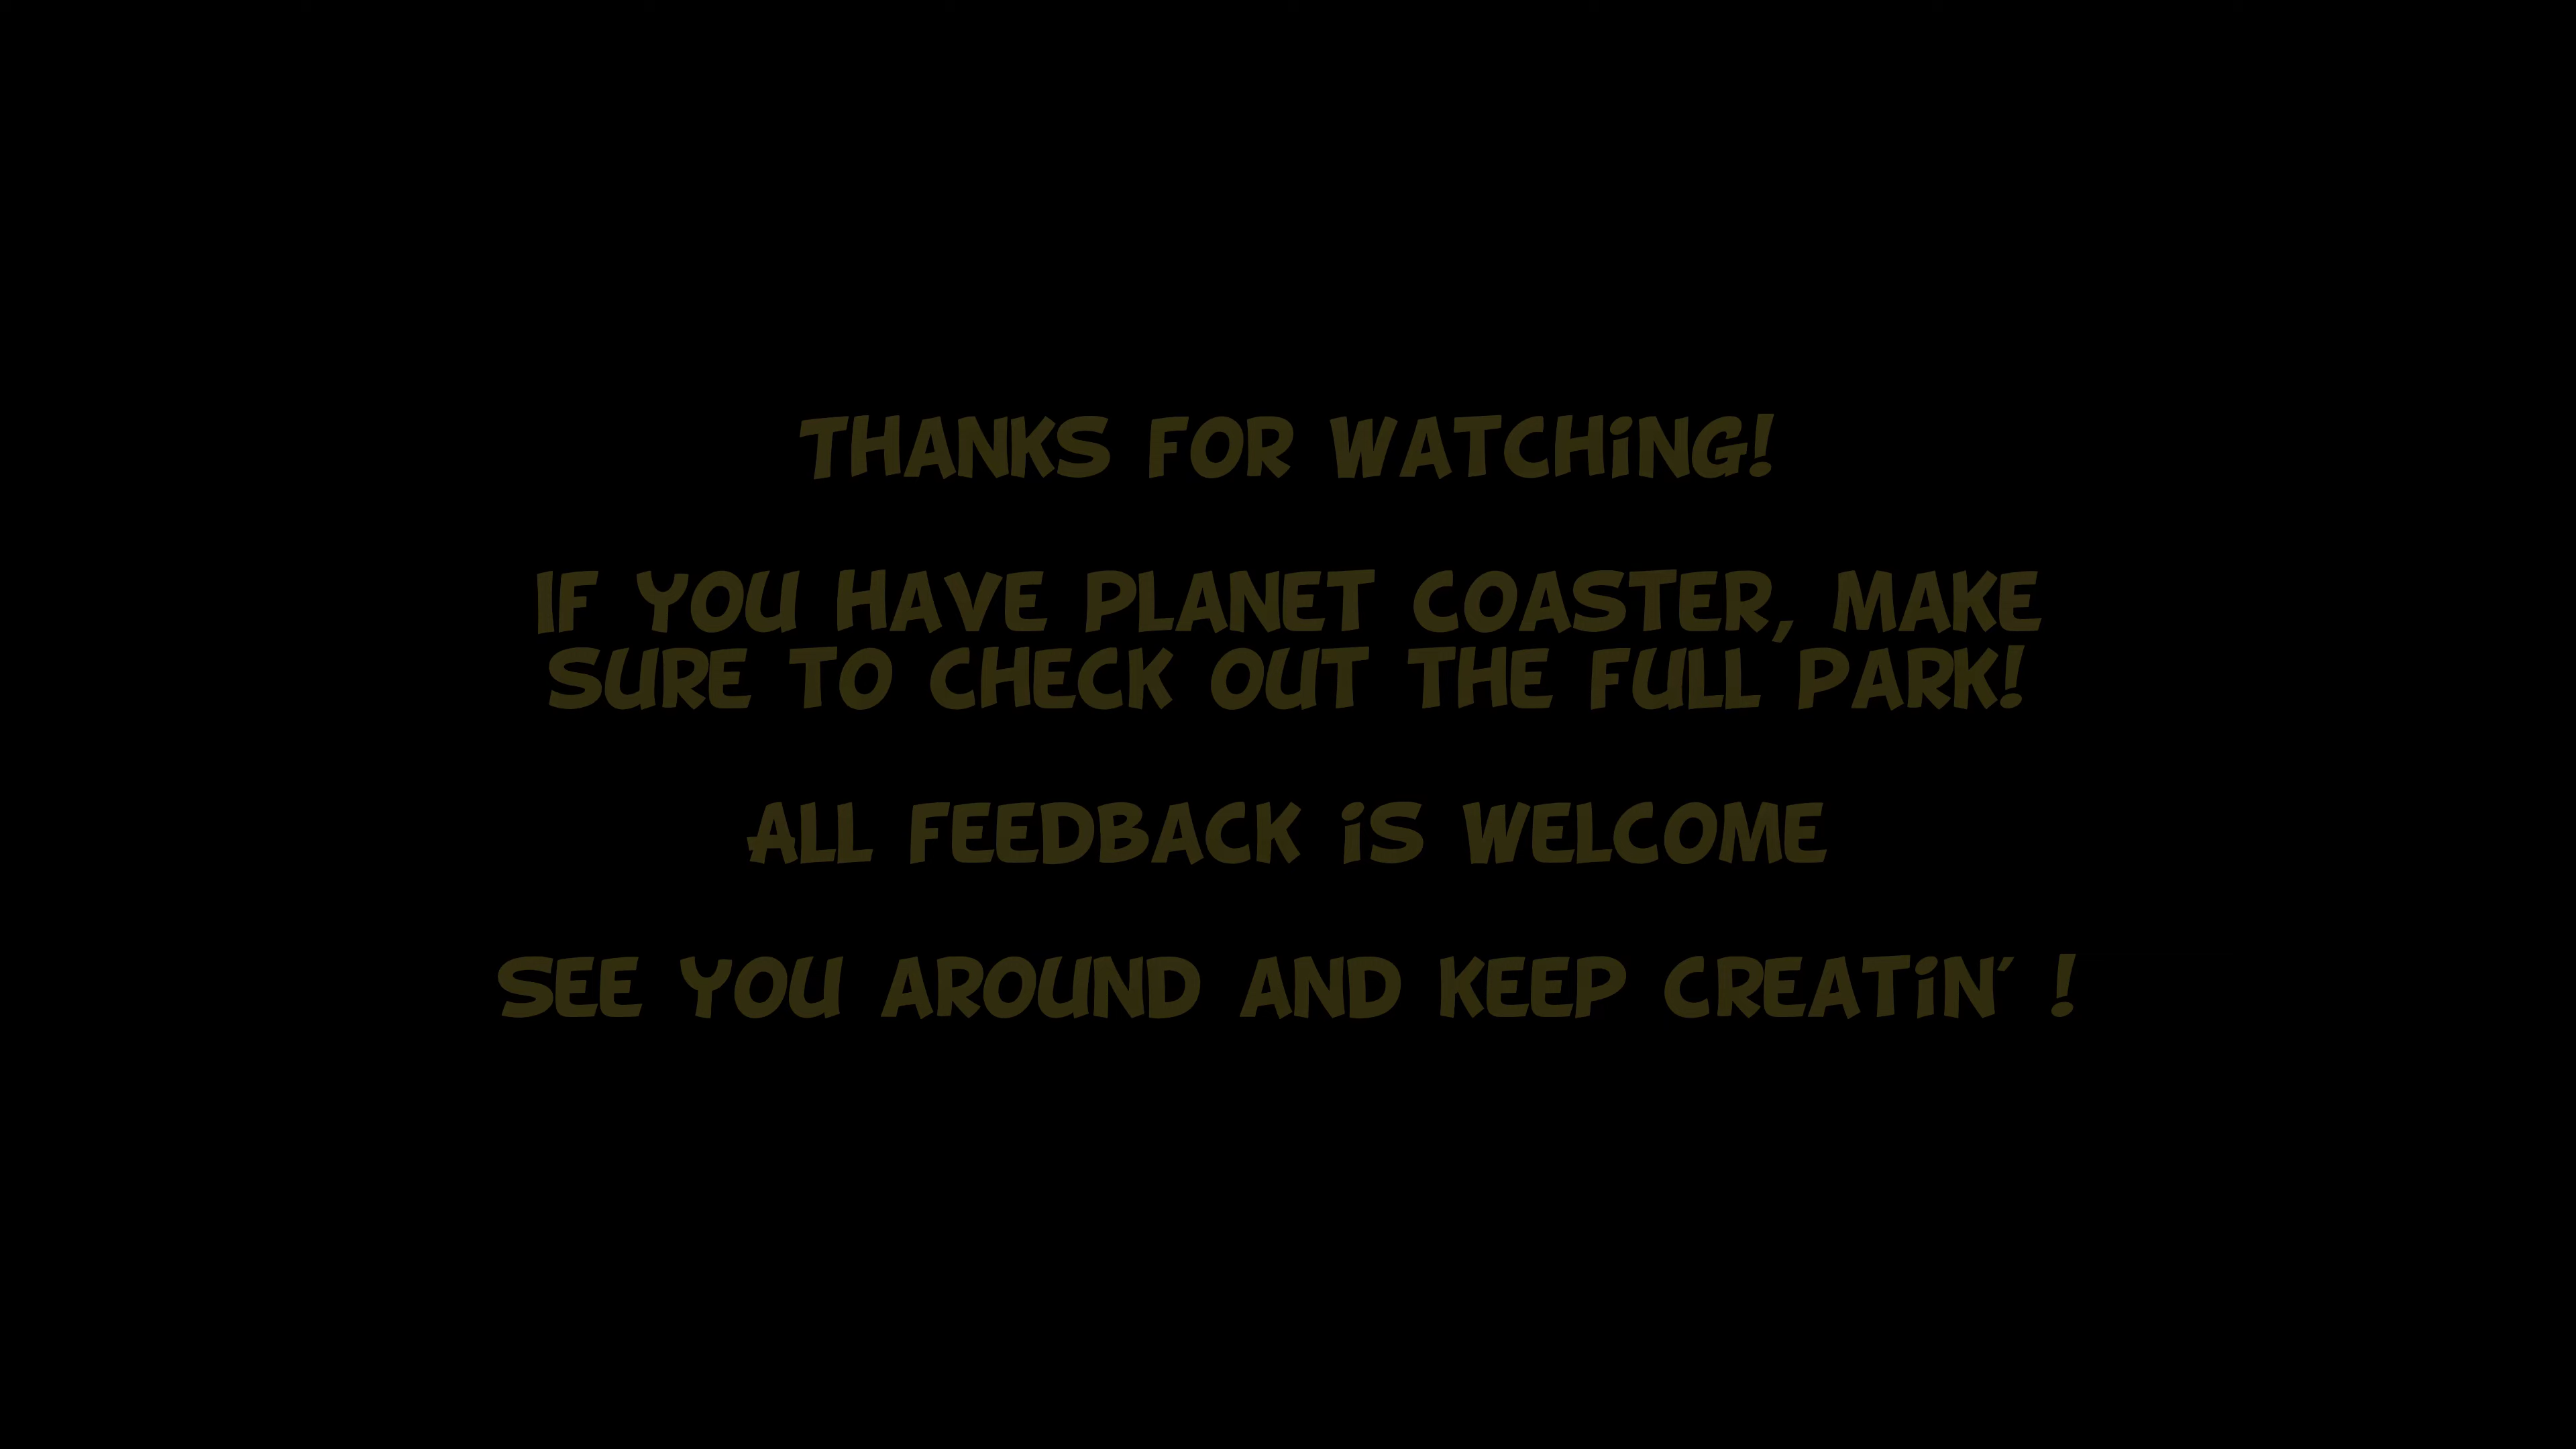 THANKS FOR WATCHiNG!
IF YOU HAVE PLANET COASTER, MAKE
SURE TO CHECK OUT THE FULL PARK!
ALL FEEDBACK iS WELCOME
SEE YOU AROUND AND KEEP CREATiN' !